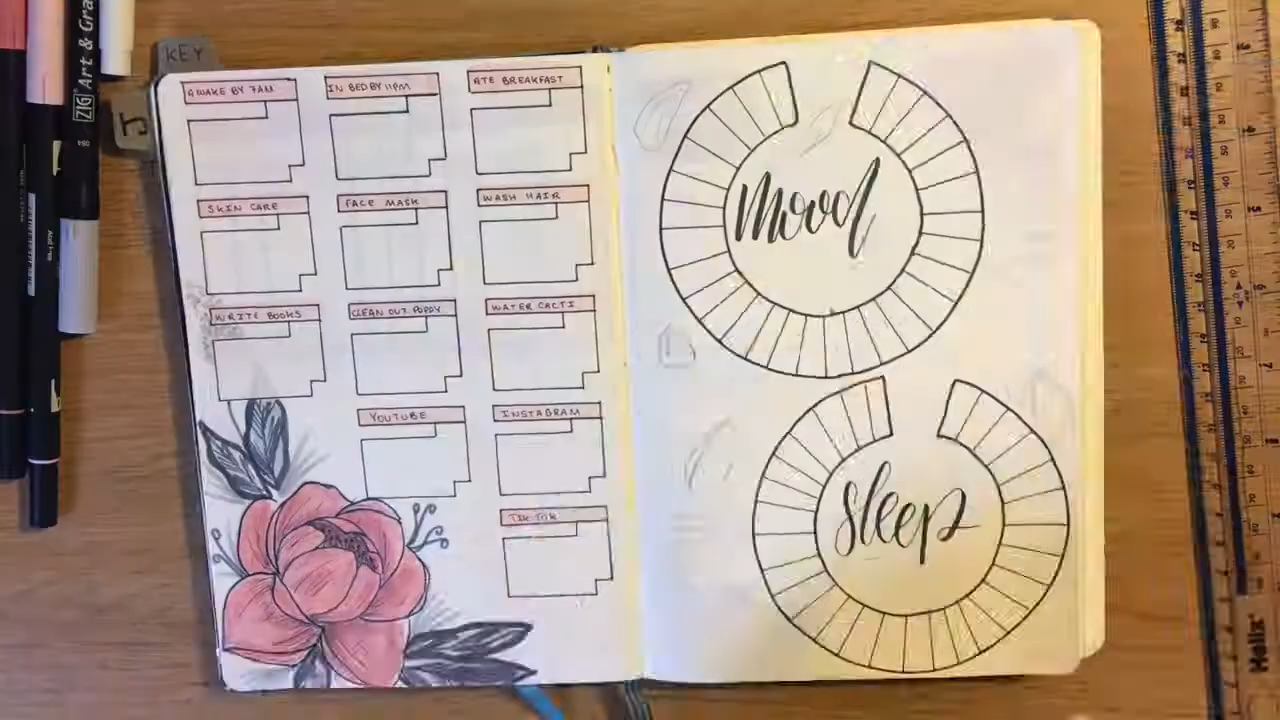 KEY
J
AWAKE BY 7AM
IN BED BY 11PM
ATE BREAKFAST
SKIN CARE
FACE MASK
WASH HAIR
WRITE BOOKS
CLEAN OUT POPPY
WATER CACTI
YOUTUBE
INSTAGRAM
TIK TOK
mood
sleep
ZIG Art & Gra
Helix